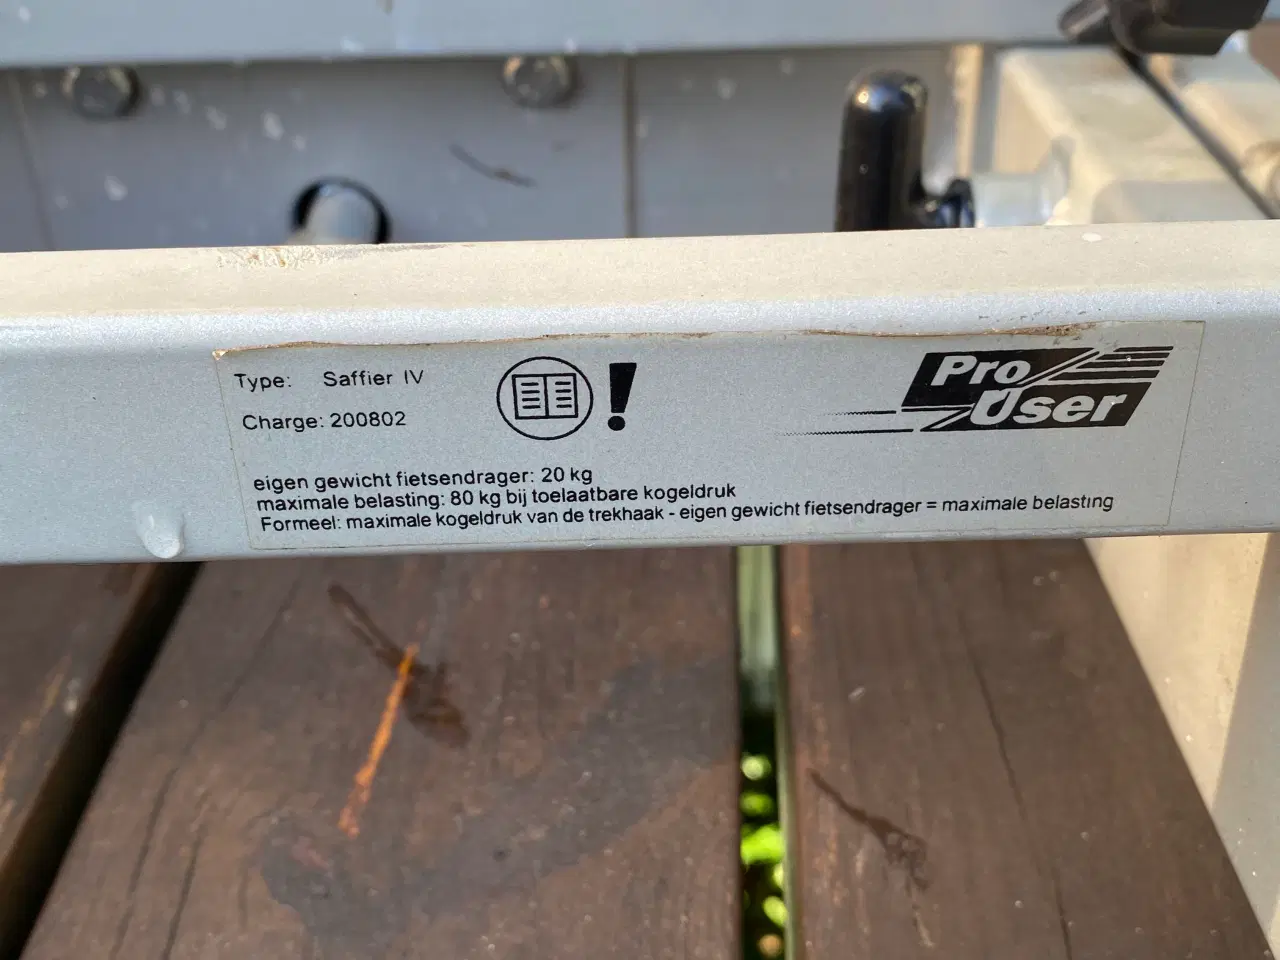 Type: Saffier IV
Charge: 200802
Pro
User
eigen gewicht fietsendrager: 20 kg
maximale belasting: 80 kg bij toelaatbare kogeldruk
Formeel: maximale kogeldruk van de trekhaak - eigen gewicht fietsendrager = maximale belasting